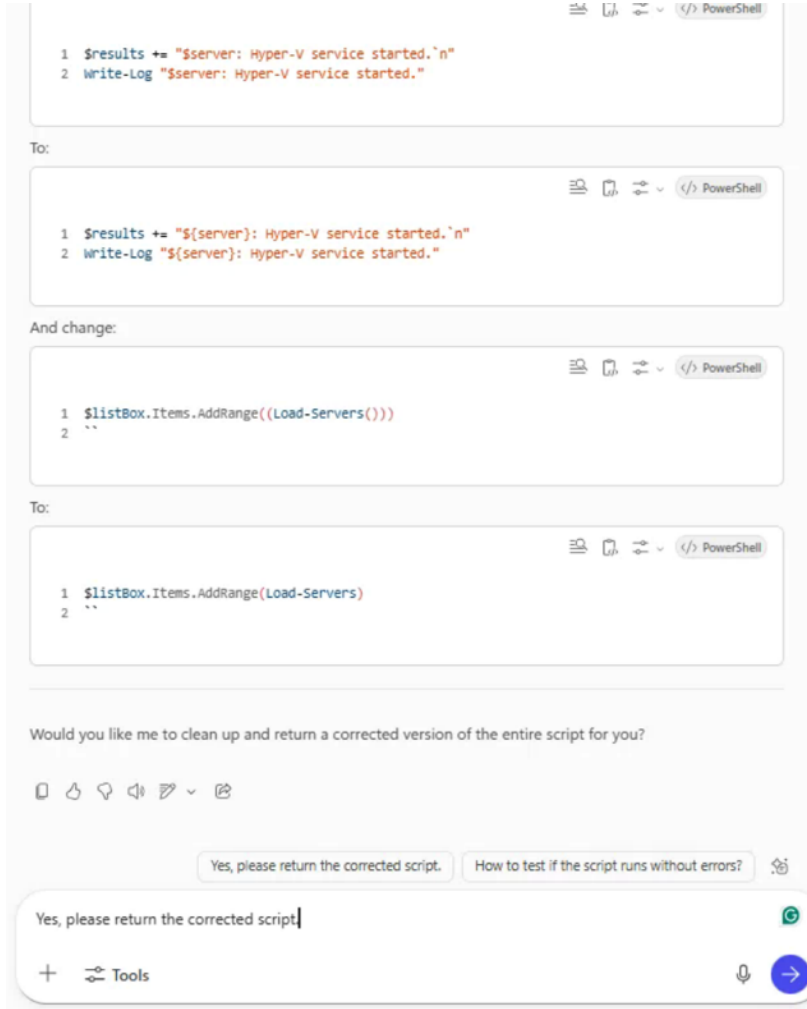 </> PowerShell
1 $results += "$server: Hyper-V service started.`n"
2 Write-Log "$server: Hyper-V service started."
To:
</> PowerShell
1 $results += "${server}: Hyper-V service started.`n"
2 Write-Log "${server}: Hyper-V service started."
And change:
</> PowerShell
1 $listBox.Items.AddRange((Load-Servers()))
2 ``
To:
</> PowerShell
1 $listBox.Items.AddRange(Load-Servers)
2 ``
Would you like me to clean up and return a corrected version of the entire script for you?
Yes, please return the corrected script. How to test if the script runs without errors?
Yes, please return the corrected script.
Tools